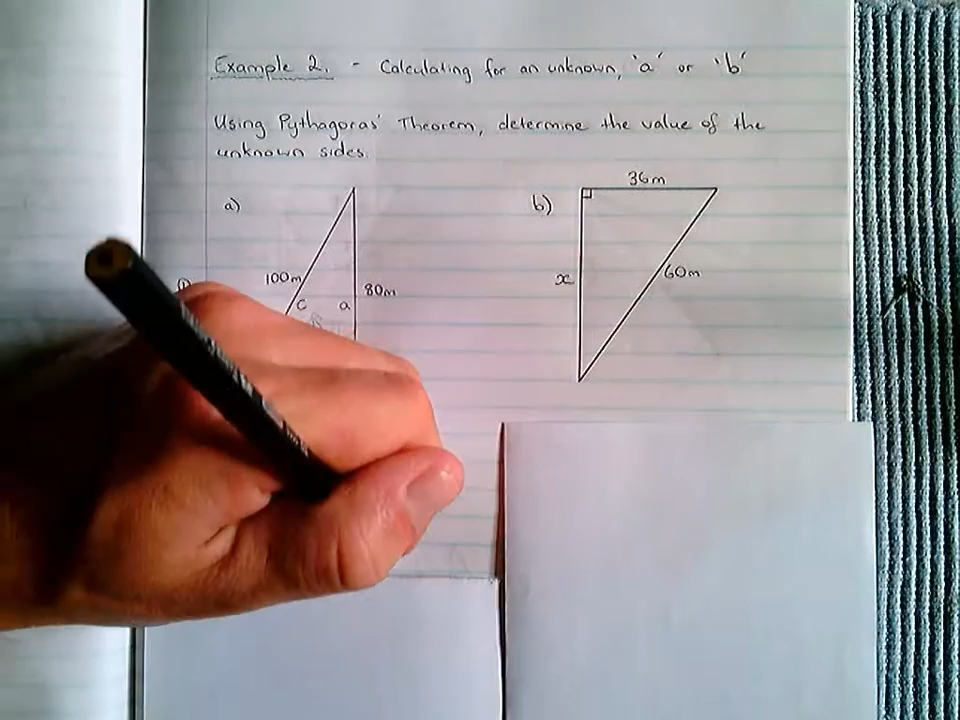 Example 2. - Calculating for an unknown, 'a' or 'b'
Using Pythagoras' Theorem, determine the value of the
unknown sides.
a)
100m
c
a
80m
b)
36m
x
60m